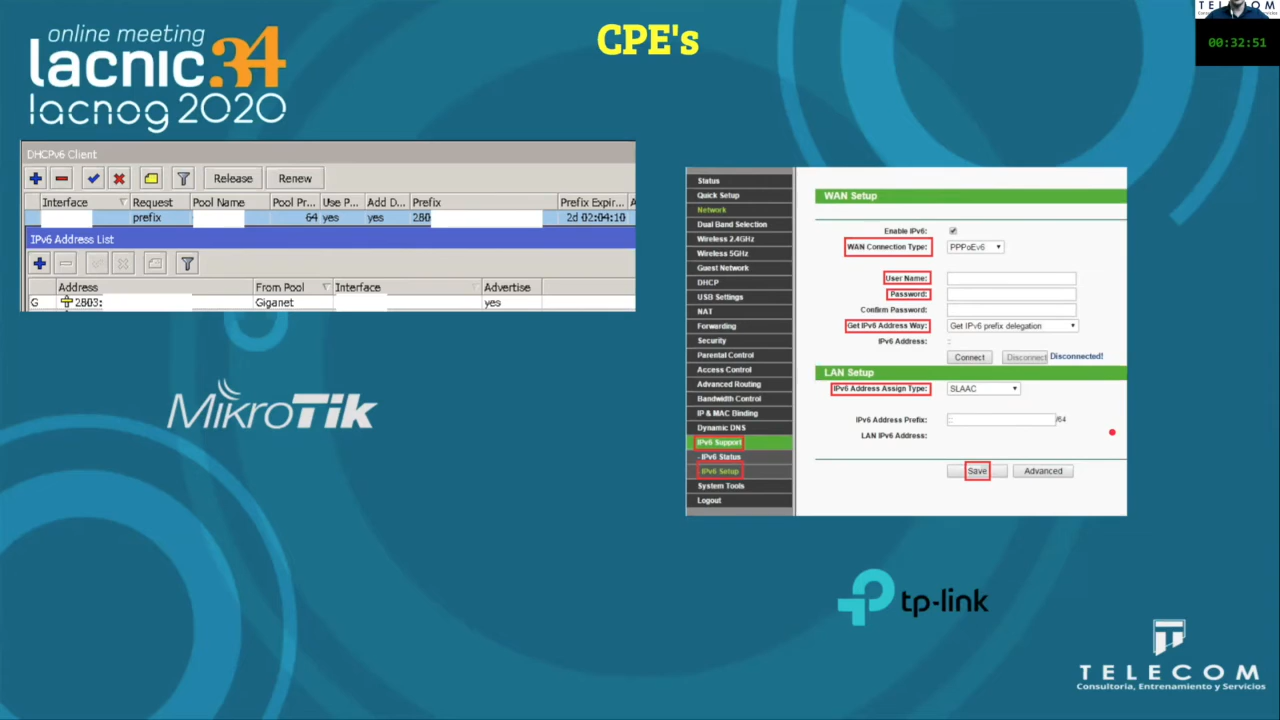 online meeting
lacnic 34
lacnog 2020
CPE's
TELECOM
00:32:51
DHCPv6 Client
Release Renew
Interface Request Pool Name Pool Pr... Use P... Add D... Prefix Prefix Expir... A
prefix 64 yes yes 280 2d 02:04:10
IPv6 Address List
Address From Pool Interface Advertise
G 2803: Giganet yes
MikroTik
Status
Quick Setup
Network
Dual Band Selection
Wireless 2.4GHz
Wireless 5GHz
Guest Network
DHCP
USB Settings
NAT
Forwarding
Security
Parental Control
Access Control
Advanced Routing
Bandwidth Control
IP & MAC Binding
Dynamic DNS
IPv6 Support
- IPv6 Status
- IPv6 Setup
System Tools
Logout
WAN Setup
Enable IPv6:
WAN Connection Type: PPPoEv6
User Name:
Password:
Confirm Password:
Get IPv6 Address Way: Get IPv6 prefix delegation
IPv6 Address: ::
Connect Disconnect Disconnected!
LAN Setup
IPv6 Address Assign Type: SLAAC
IPv6 Address Prefix: :: /64
LAN IPv6 Address:
Save Advanced
tp-link
TELECOM
Consultoría, Entrenamiento y Servicios